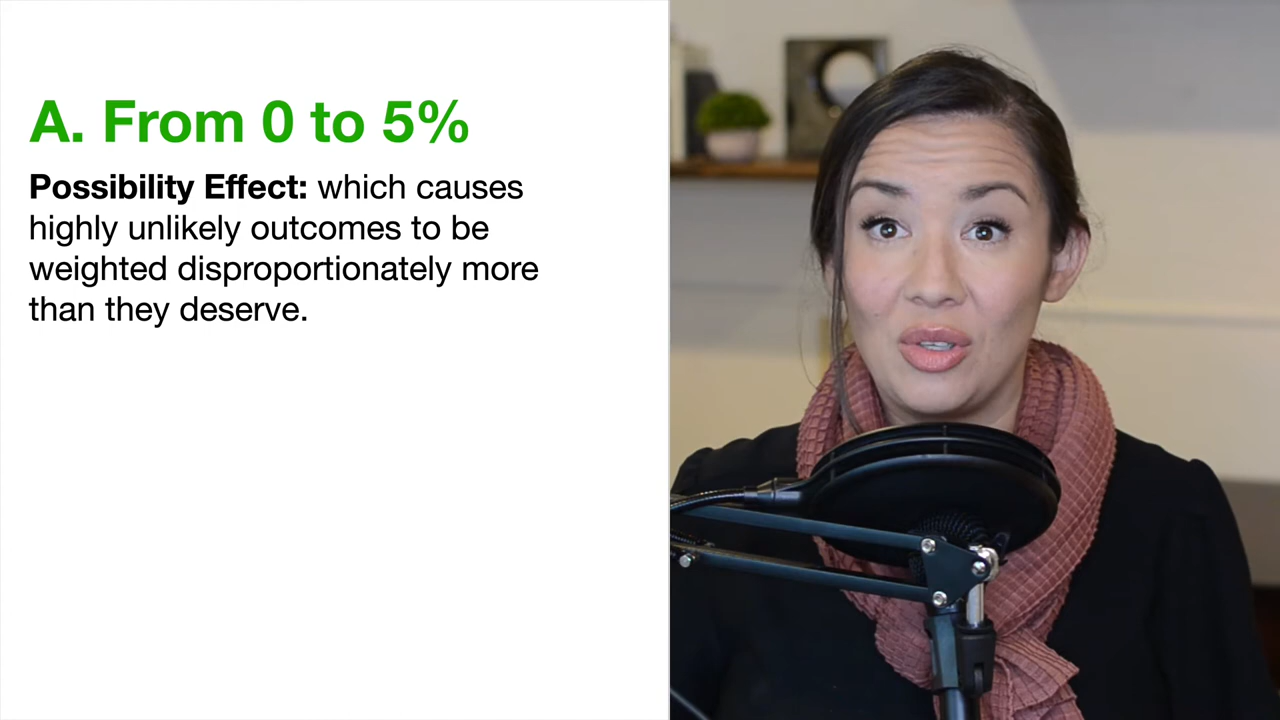 A. From 0 to 5%
Possibility Effect: which causes
highly unlikely outcomes to be
weighted disproportionately more
than they deserve.